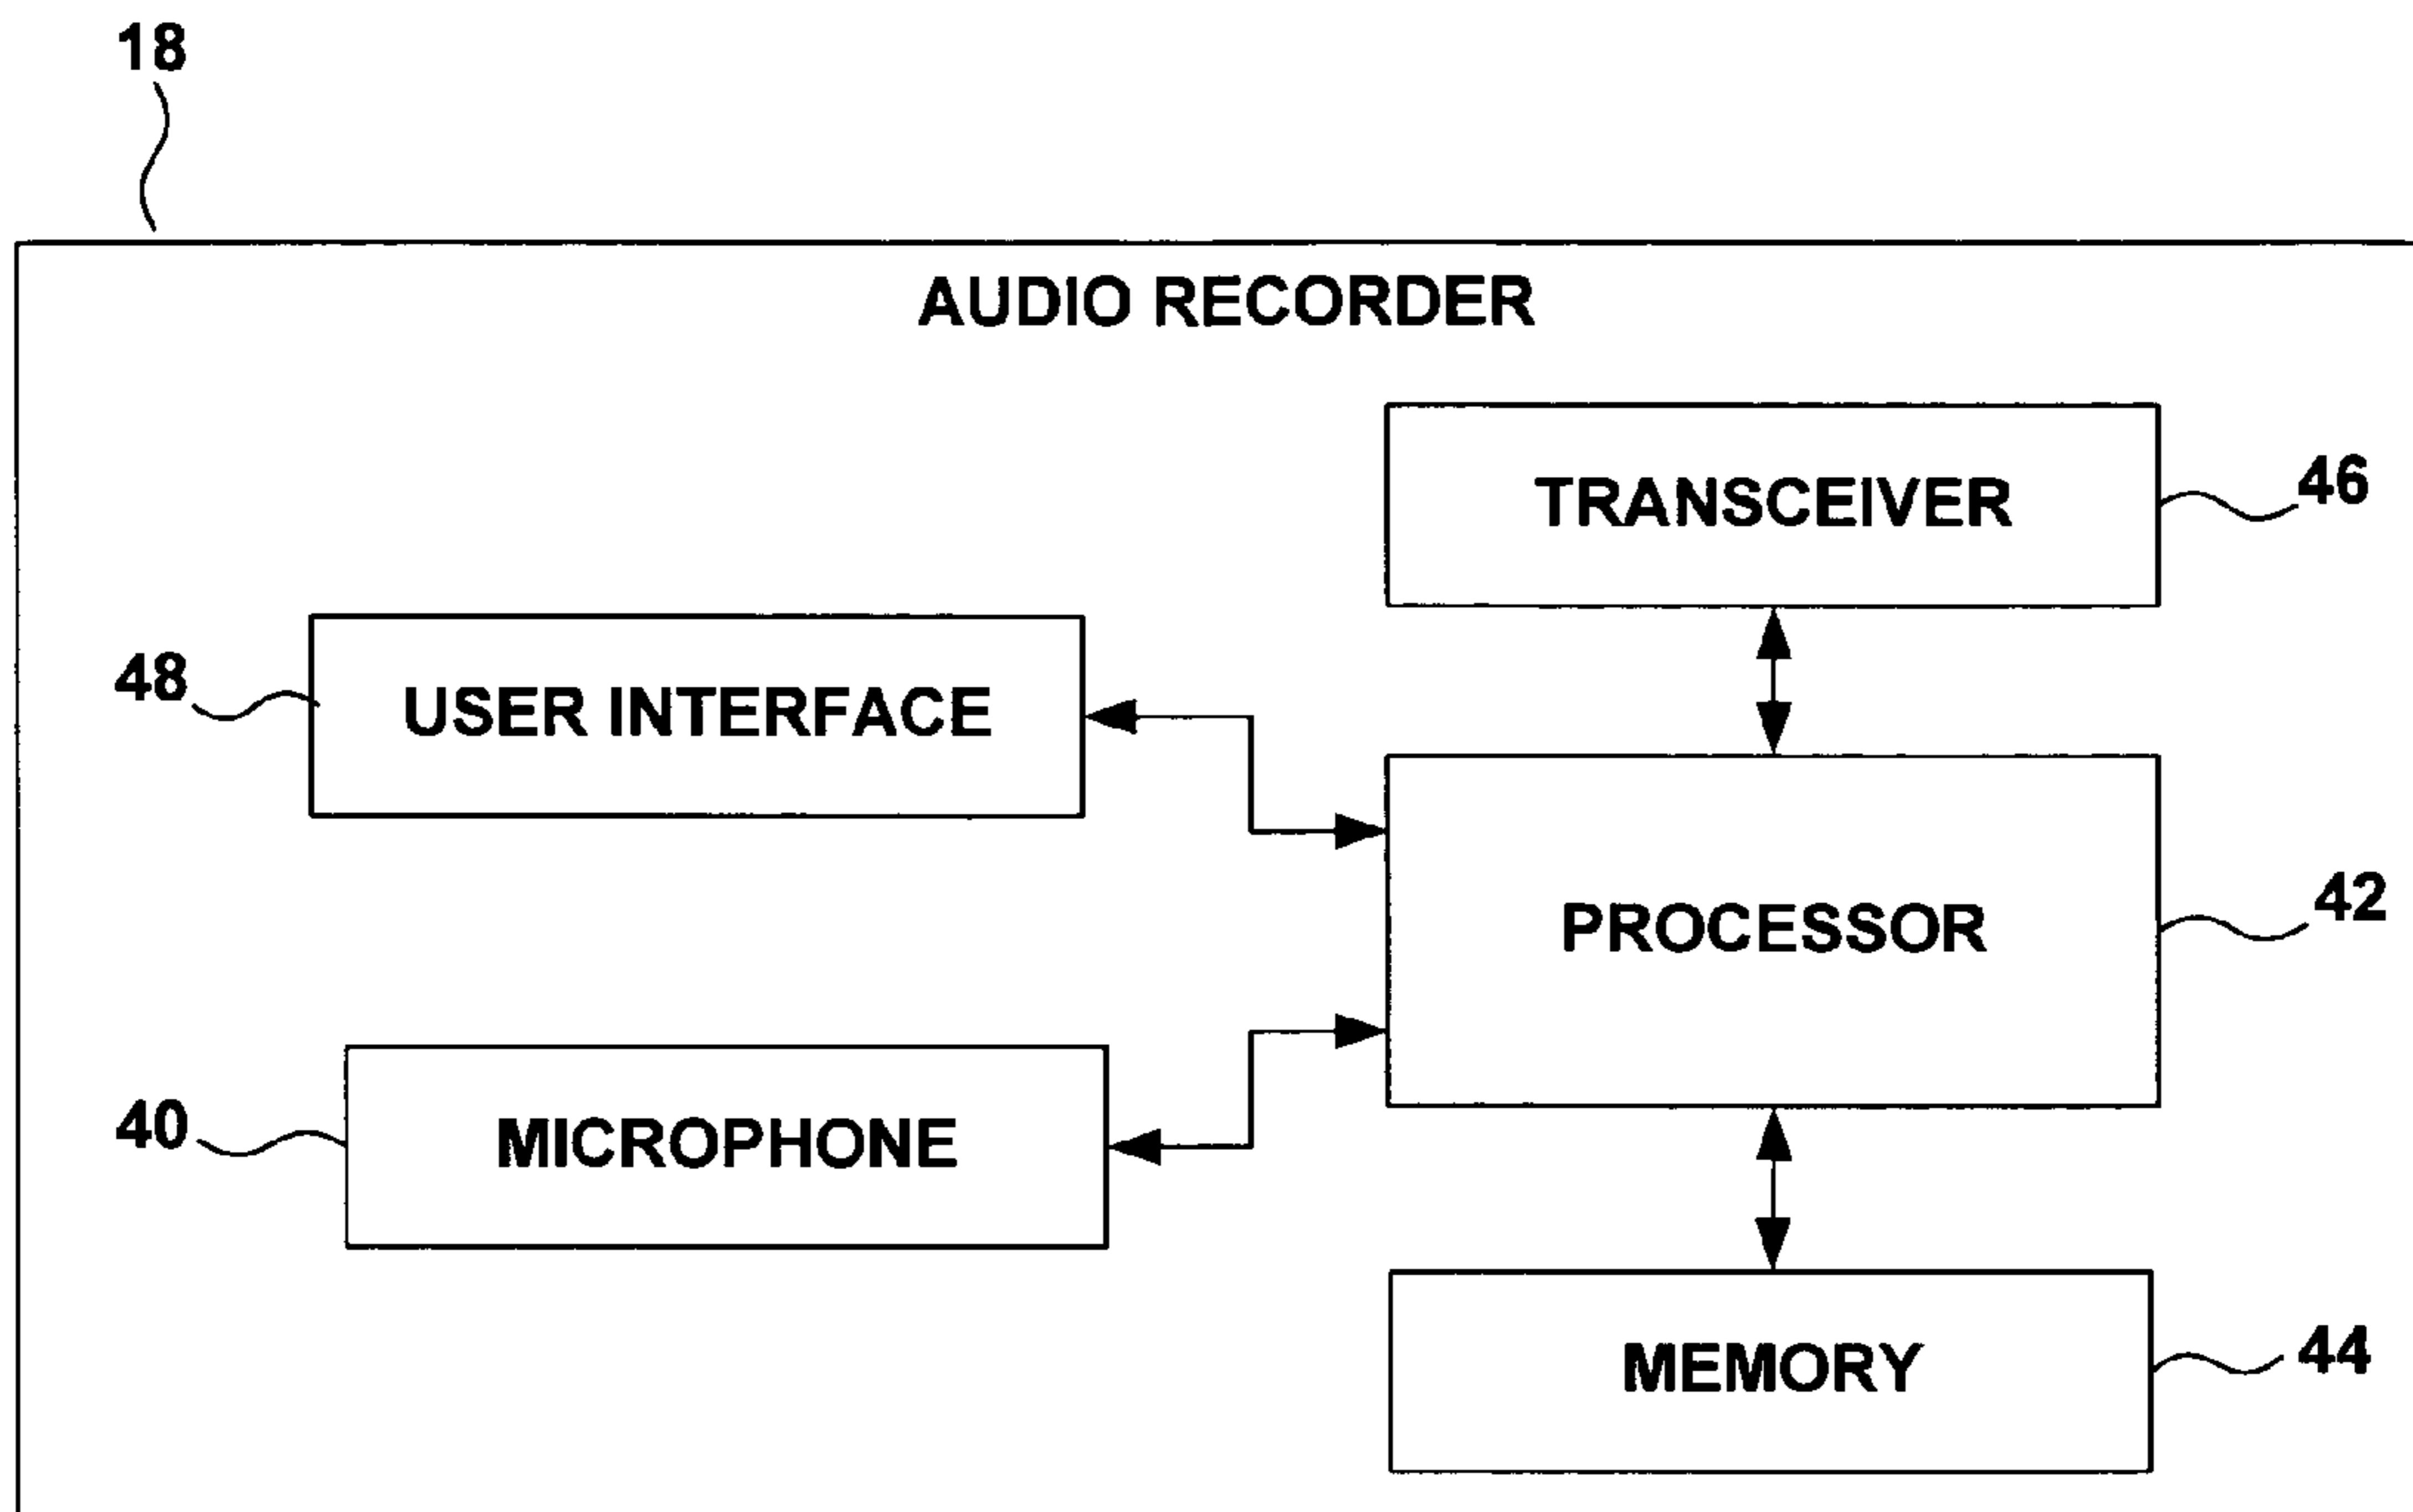 18
AUDIO RECORDER
TRANSCEIVER
46
48
USER INTERFACE
PROCESSOR
42
40
MICROPHONE
MEMORY
44